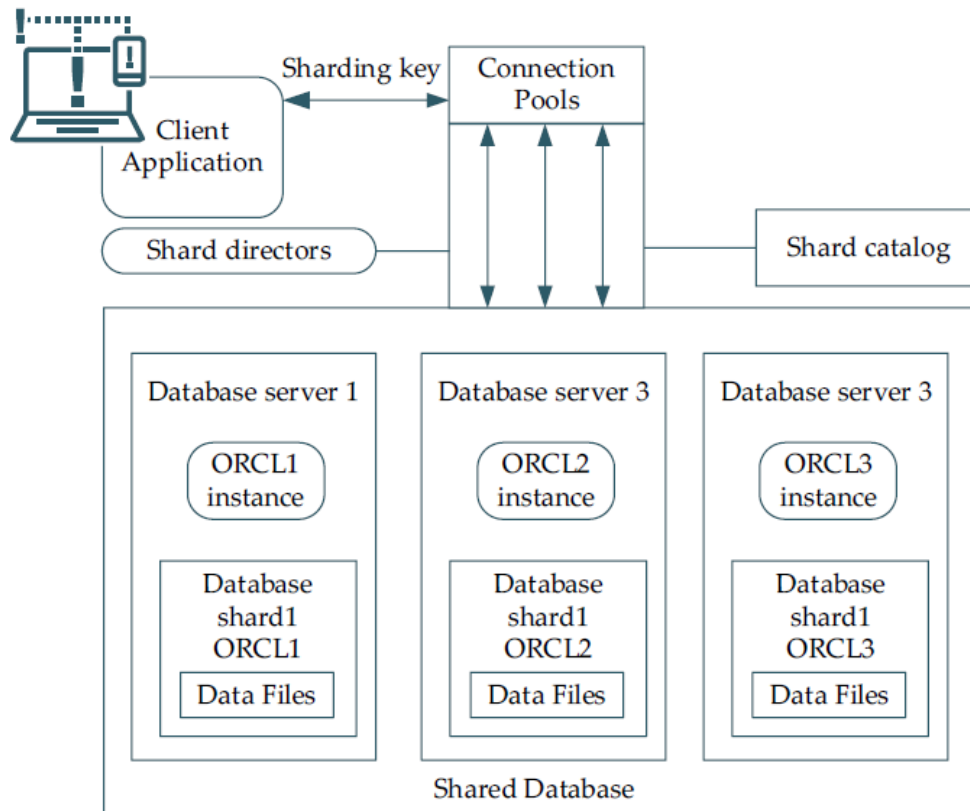 Sharding key
Connection
Pools
Client
Application
Shard directors
Shard catalog
Database server 1
Database server 3
Database server 3
ORCL1
instance
ORCL2
instance
ORCL3
instance
Database
shard1
ORCL1
Data Files
Database
shard1
ORCL2
Data Files
Database
shard1
ORCL3
Data Files
Shared Database